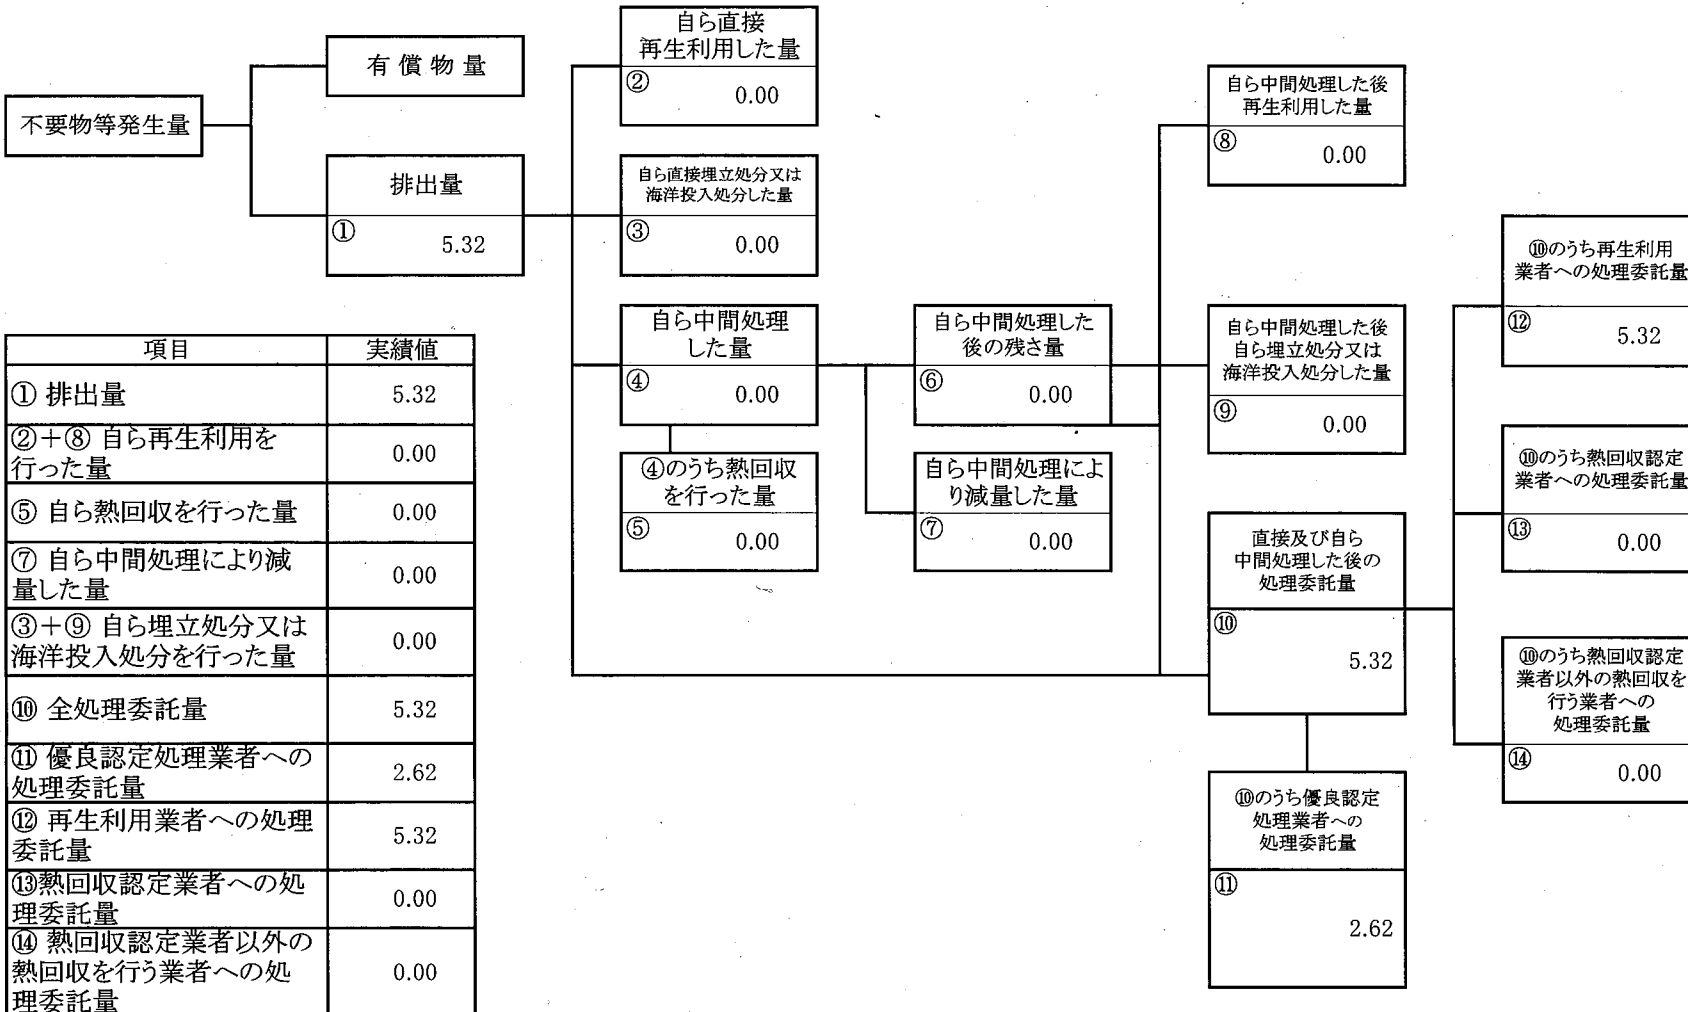 不要物等発生量
有償物量
排出量
①
5.32
自ら直接
再生利用した量
②
0.00
自ら直接埋立処分又は
海洋投入処分した量
③
0.00
自ら中間処理
した量
④
0.00
④のうち熱回収
を行った量
⑤
0.00
自ら中間処理した
後の残さ量
⑥
0.00
自ら中間処理によ
り減量した量
⑦
0.00
自ら中間処理した後
再生利用した量
⑧
0.00
自ら中間処理した後
自ら埋立処分又は
海洋投入処分した量
⑨
0.00
直接及び自ら
中間処理した後の
処理委託量
⑩
5.32
⑩のうち優良認定
処理業者への
処理委託量
⑪
2.62
⑩のうち再生利用
業者への処理委託量
⑫
5.32
⑩のうち熱回収認定
業者への処理委託量
⑬
0.00
⑩のうち熱回収認定
業者以外の熱回収を
行う業者への
処理委託量
⑭
0.00
項目 実績値
① 排出量 5.32
②+⑧ 自ら再生利用を
行った量 0.00
⑤ 自ら熱回収を行った量 0.00
⑦ 自ら中間処理により減
量した量 0.00
③+⑨ 自ら埋立処分又は
海洋投入処分を行った量 0.00
⑩ 全処理委託量 5.32
⑪ 優良認定処理業者への
処理委託量 2.62
⑫ 再生利用業者への処理
委託量 5.32
⑬熱回収認定業者への処
理委託量 0.00
⑭ 熱回収認定業者以外の
熱回収を行う業者への処
理委託量 0.00